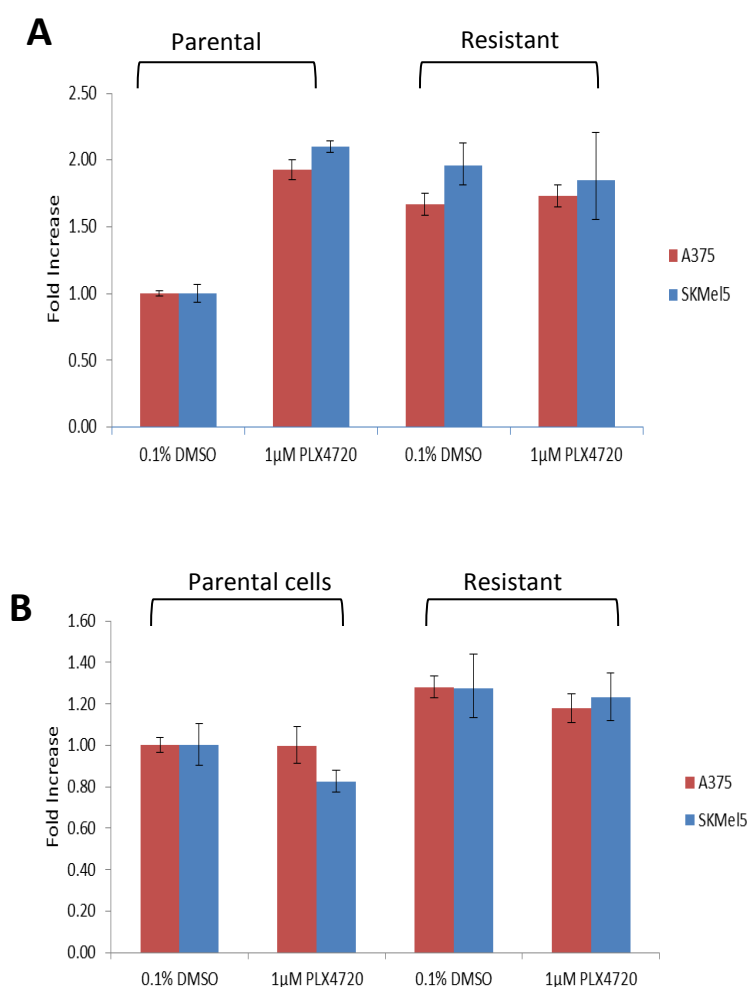 A
Parental
Resistant
2.50
2.00
1.50
1.00
0.50
0.00
Fold Increase
A375
SKMel5
0.1% DMSO
1µM PLX4720
0.1% DMSO
1µM PLX4720
B
Parental cells
Resistant
1.60
1.40
1.20
1.00
0.80
0.60
0.40
0.20
0.00
Fold Increase
A375
SKMel5
0.1% DMSO
1µM PLX4720
0.1% DMSO
1µM PLX4720